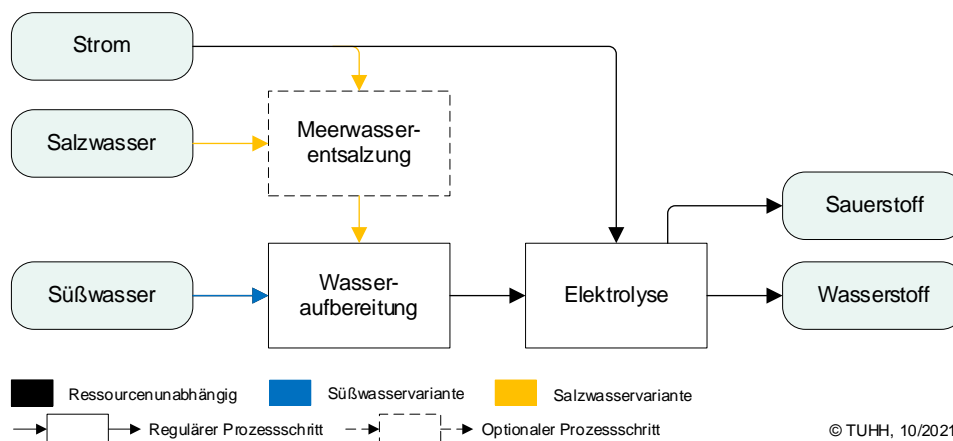 Strom
Salzwasser
Meerwasser-
entsalzung
Sauerstoff
Süßwasser
Wasser-
aufbereitung
Elektrolyse
Wasserstoff
Ressourcenunabhängig
Süßwasservariante
Salzwasservariante
Regulärer Prozessschritt
Optionaler Prozessschritt
© TUHH, 10/2021